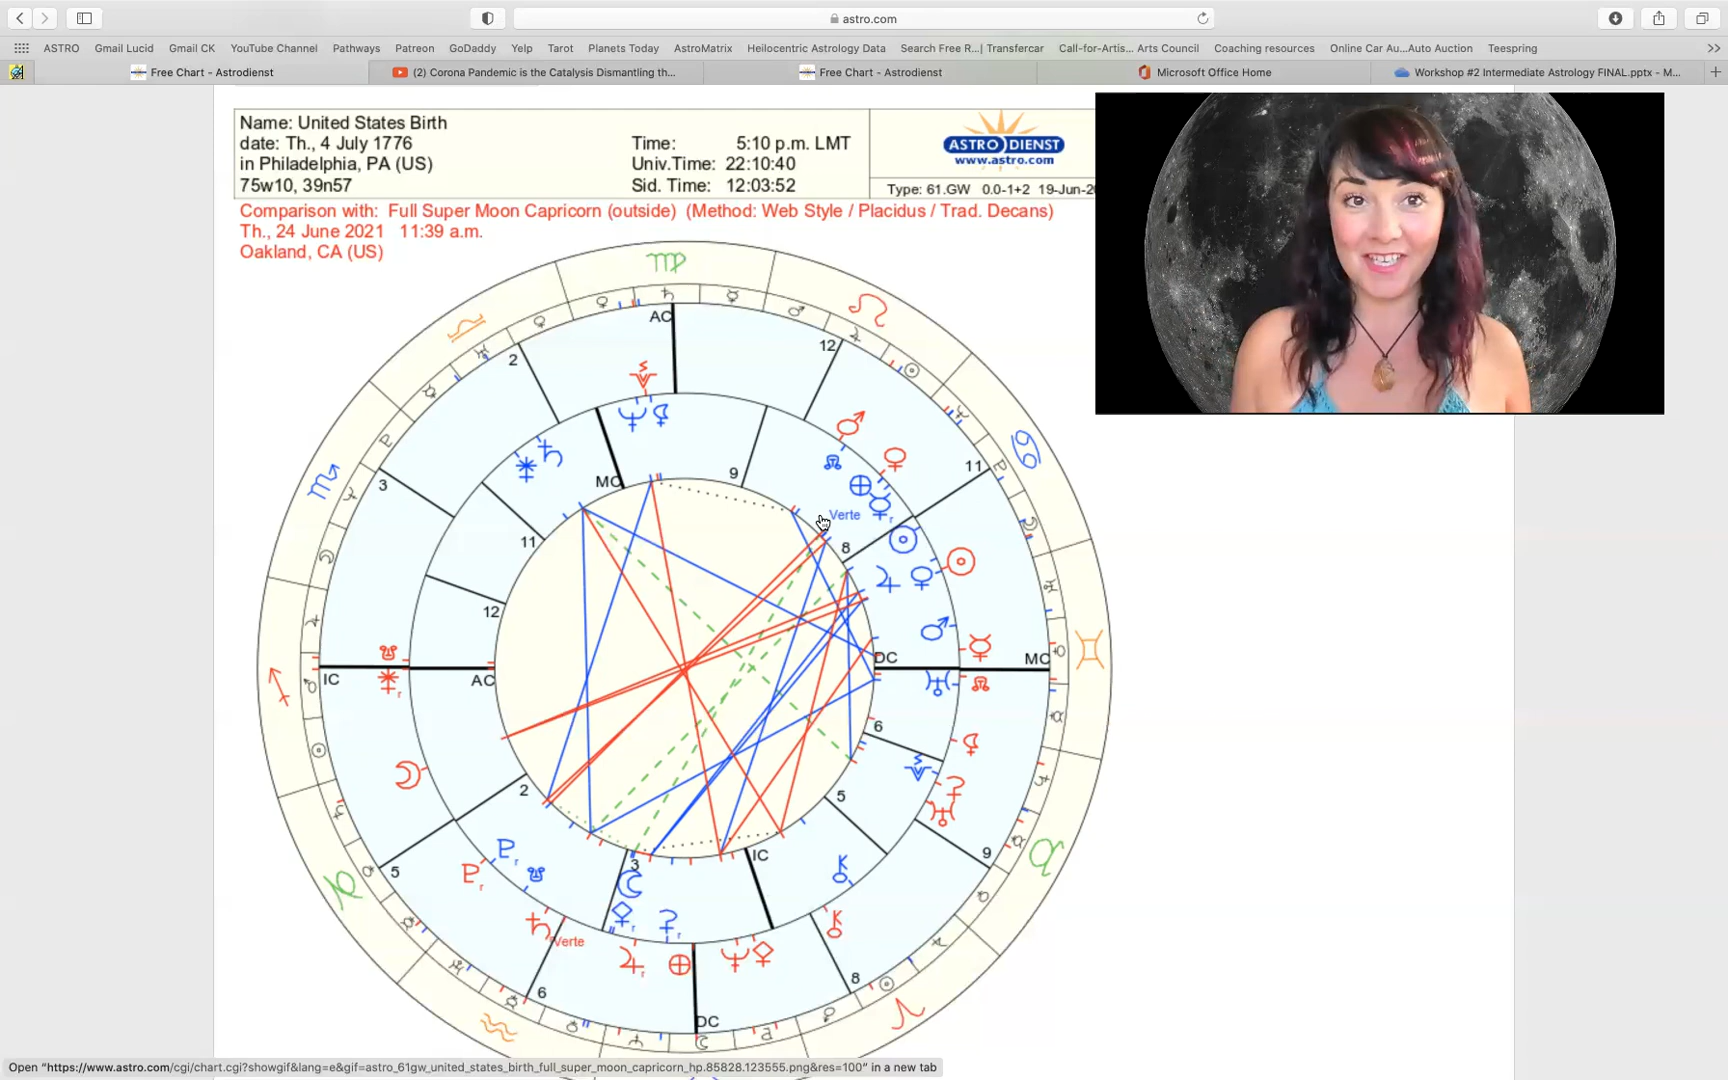 astro.com
ASTRO Gmail Lucid Gmail CK YouTube Channel Pathways Patreon GoDaddy Yelp Tarot Planets Today AstroMatrix Heilocentric Astrology Data Search Free R...| Transfercar Call-for-Artis... Arts Council Coaching resources Online Car Au...Auto Auction Teespring
Free Chart - Astrodienst
(2) Corona Pandemic is the Catalysis Dismantling th...
Free Chart - Astrodienst
Microsoft Office Home
Workshop #2 Intermediate Astrology FINAL.pptx - M...
Name: United States Birth
date: Th., 4 July 1776
in Philadelphia, PA (US)
75w10, 39n57
Time: 5:10 p.m. LMT
Univ.Time: 22:10:40
Sid. Time: 12:03:52
ASTRO DIENST
www.astro.com
Type: 61.GW 0.0-1+2 19-Jun-20
Comparison with: Full Super Moon Capricorn (outside) (Method: Web Style / Placidus / Trad. Decans)
Th., 24 June 2021 11:39 a.m.
Oakland, CA (US)
AC
12
2
9
11
3
MC
Verte
11
8
12
DC
MC
IC
AC
6
2
5
IC
3
9
5
Verte
8
6
DC
Open "https://www.astro.com/cgi/chart.cgi?showgif&lang=e&gif=astro_61gw_united_states_birth_full_super_moon_capricorn_hp.85828.123555.png&res=100" in a new tab